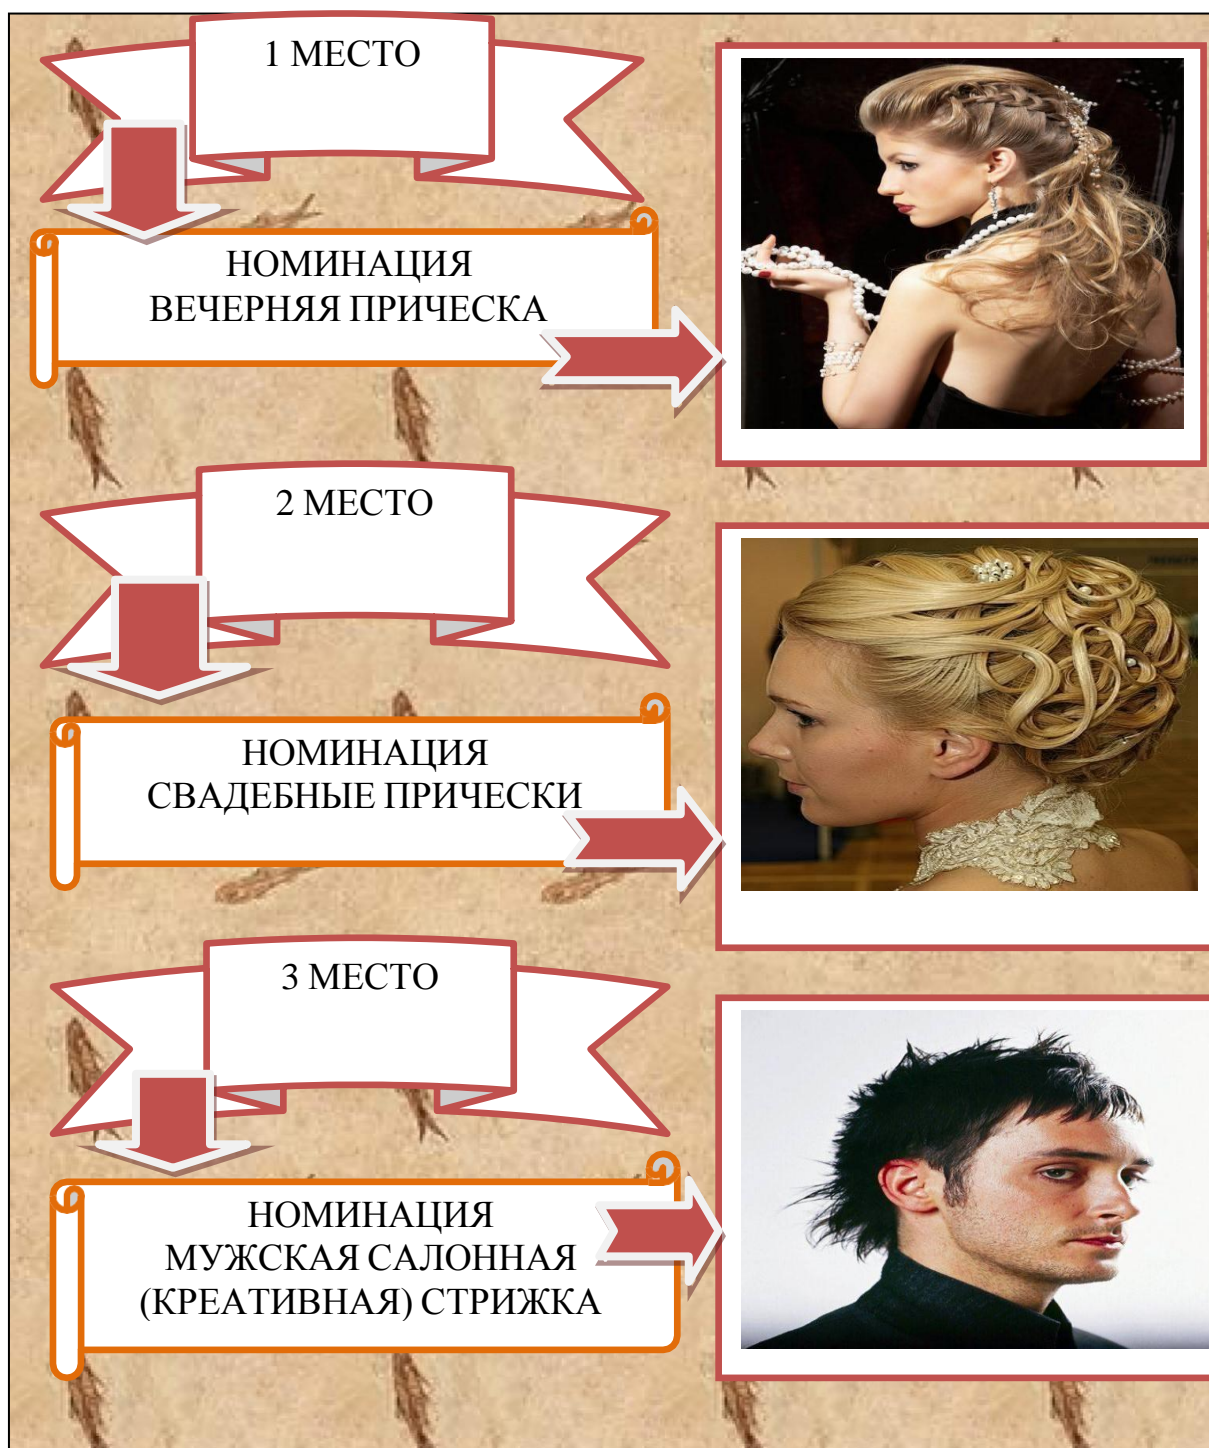 1 МЕСТО
НОМИНАЦИЯ
ВЕЧЕРНЯЯ ПРИЧЕСКА
2 МЕСТО
НОМИНАЦИЯ
СВАДЕБНЫЕ ПРИЧЕСКИ
3 МЕСТО
НОМИНАЦИЯ
МУЖСКАЯ САЛОННАЯ
(КРЕАТИВНАЯ) СТРИЖКА